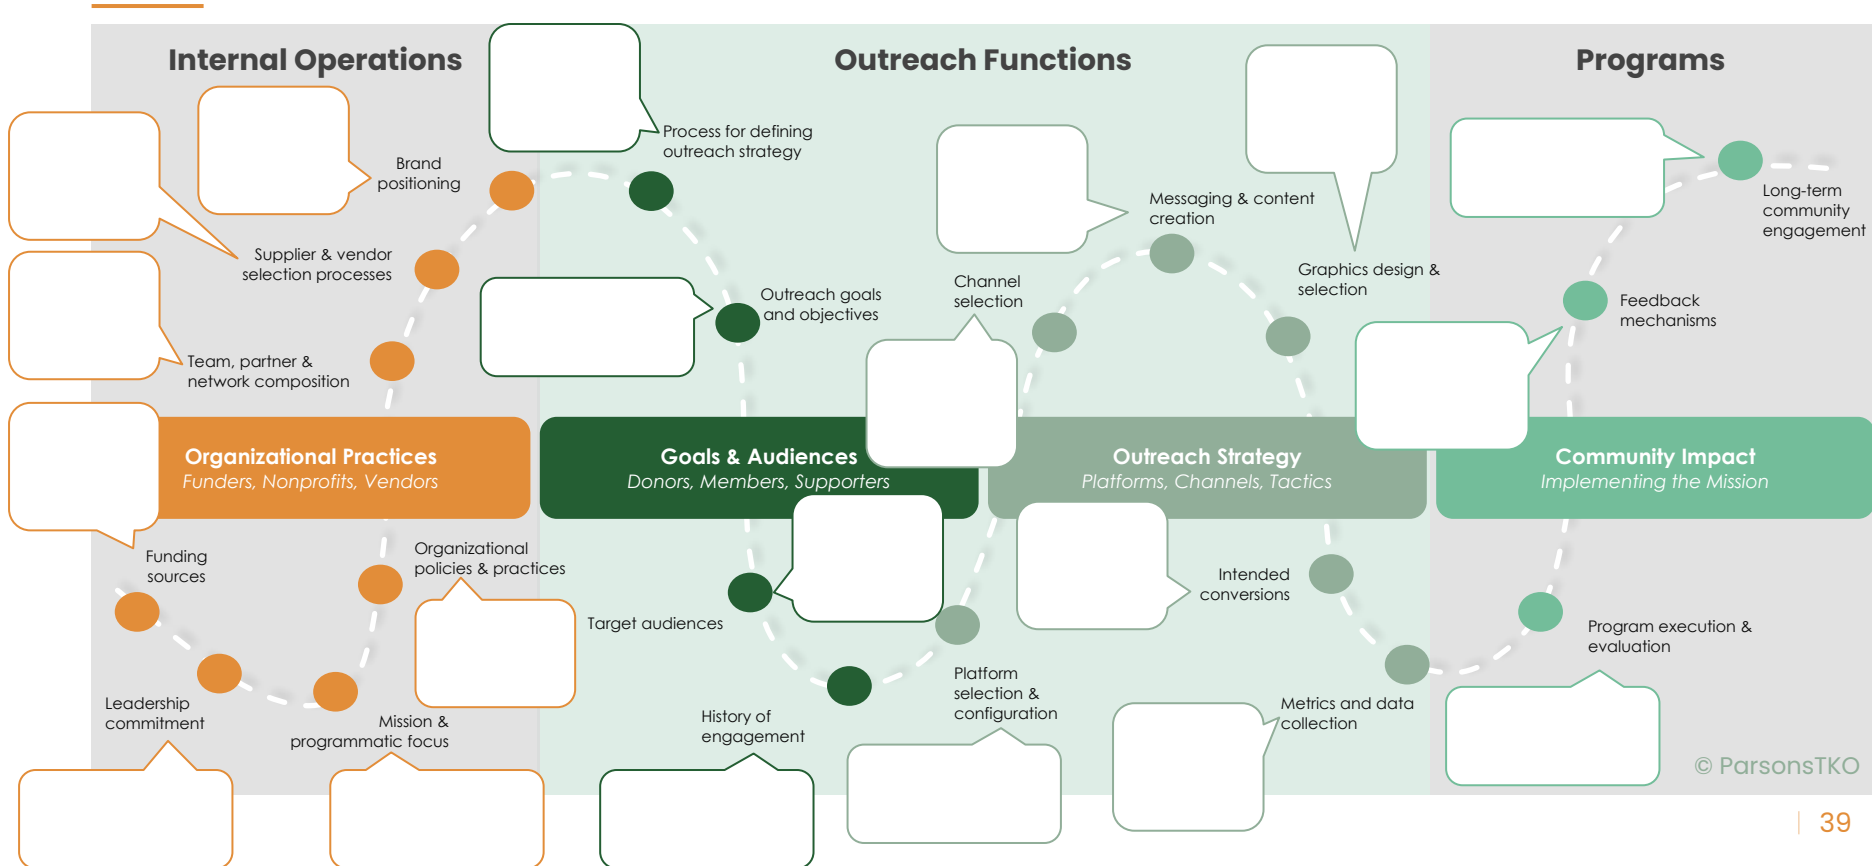 Internal Operations
Outreach Functions
Programs
Brand
positioning
Supplier & vendor
selection processes
Team, partner &
network composition
Process for defining
outreach strategy
Outreach goals
and objectives
Channel
selection
Messaging & content
creation
Graphics design &
selection
Long-term
community
engagement
Feedback
mechanisms
Organizational Practices
Funders, Nonprofits, Vendors
Goals & Audiences
Donors, Members, Supporters
Outreach Strategy
Platforms, Channels, Tactics
Community Impact
Implementing the Mission
Funding
sources
Organizational
policies & practices
Leadership
commitment
Mission &
programmatic focus
Target audiences
History of
engagement
Platform
selection &
configuration
Intended
conversions
Metrics and data
collection
Program execution &
evaluation
© ParsonsTKO
39